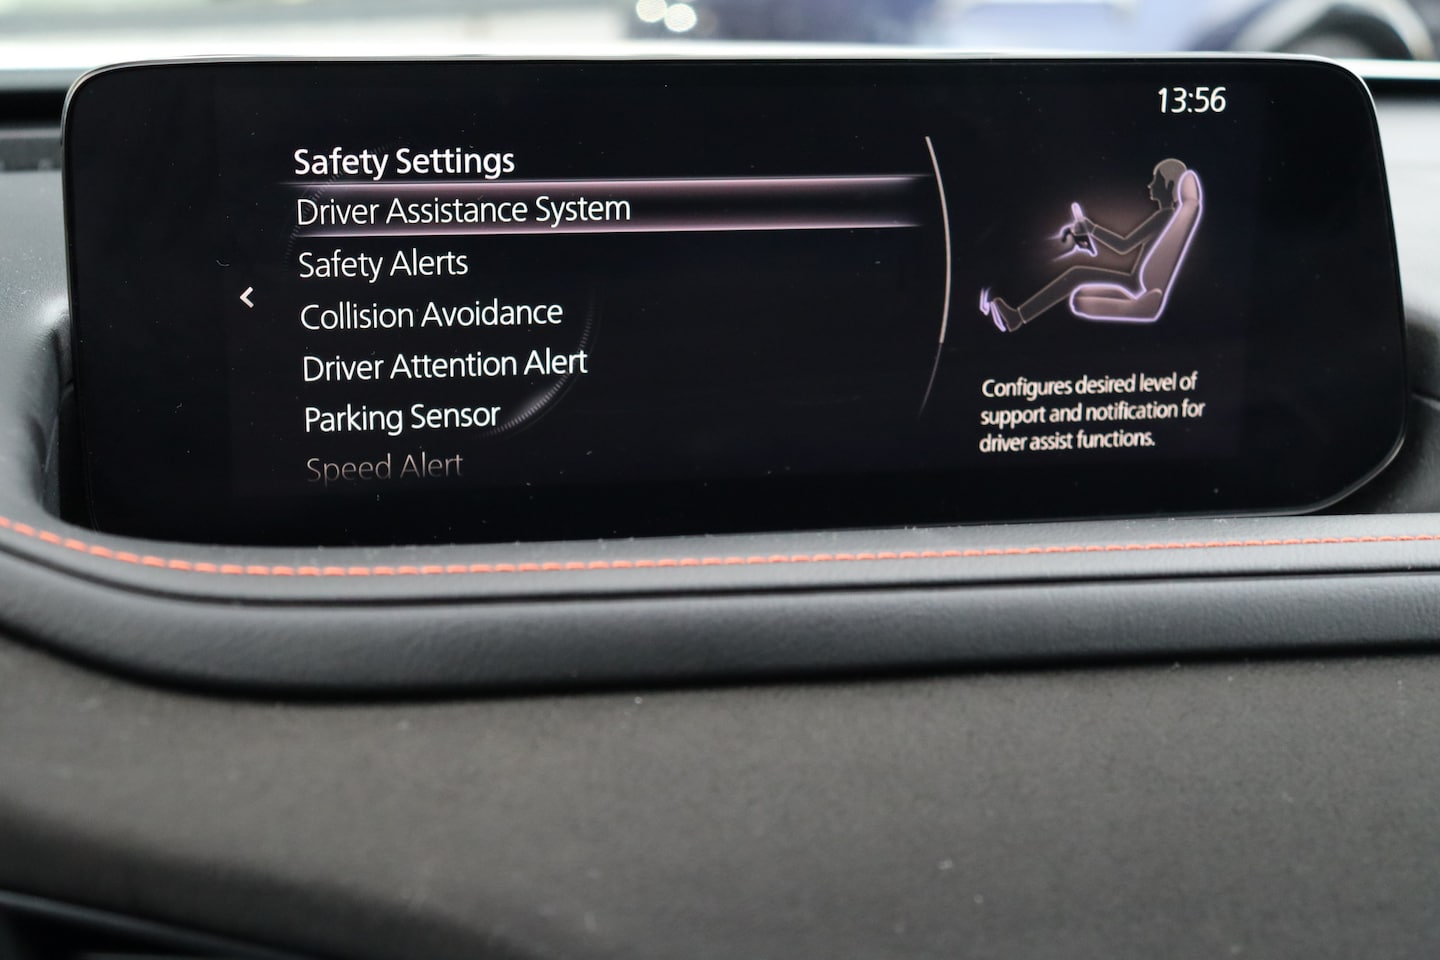 13:56
Safety Settings
Driver Assistance System
Safety Alerts
Collision Avoidance
Driver Attention Alert
Parking Sensor
Speed Alert
Configures desired level of
support and notification for
driver assist functions.